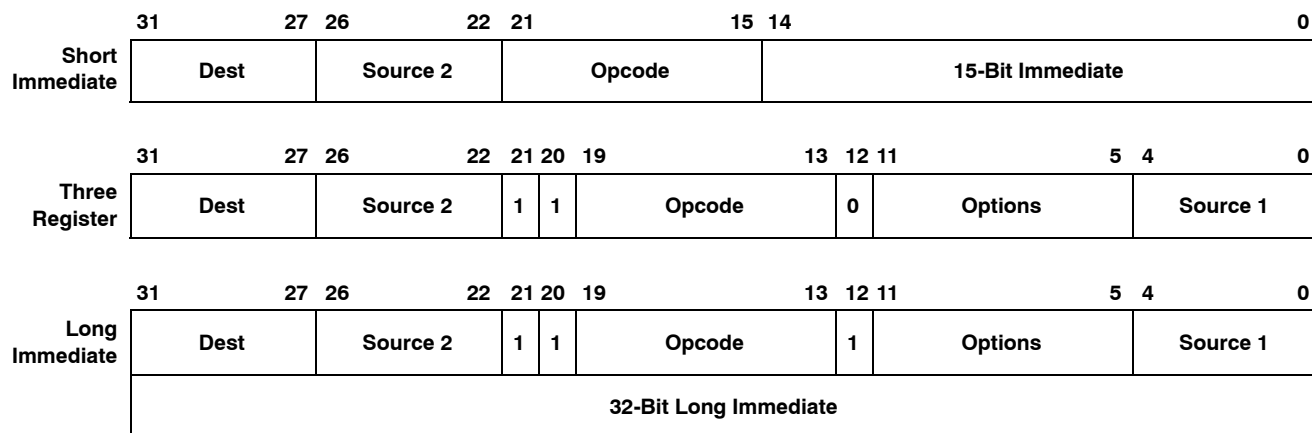 31 27 26 22 21 15 14 0
Short Immediate Dest Source 2 Opcode 15-Bit Immediate
31 27 26 22 21 20 19 13 12 11 5 4 0
Three Register Dest Source 2 1 1 Opcode 0 Options Source 1
31 27 26 22 21 20 19 13 12 11 5 4 0
Long Immediate Dest Source 2 1 1 Opcode 1 Options Source 1
32-Bit Long Immediate